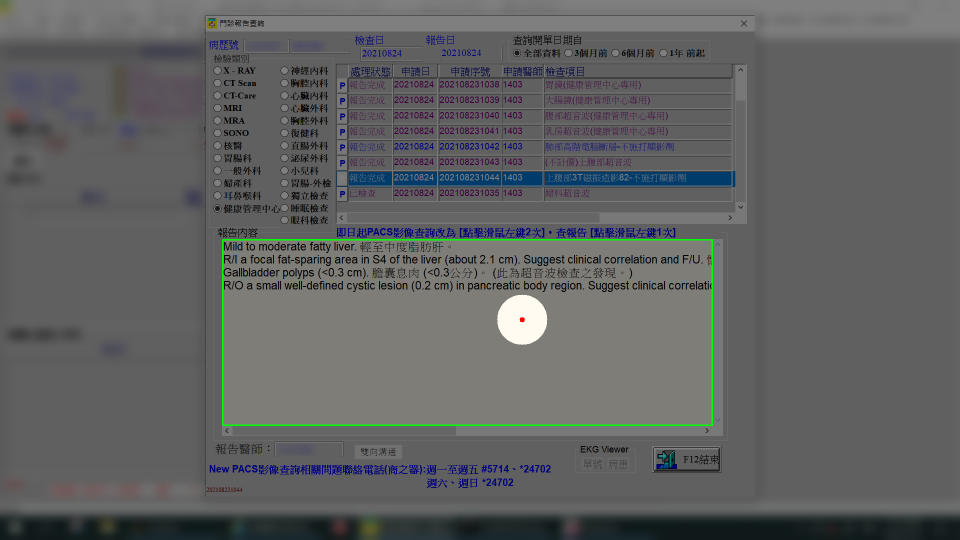 門診報告查詢
病歷號
檢查日
報告日
20210824
20210824
查詢開單日期自
全部資料 3個月前 6個月前 1年 前起
檢驗類別
X - RAY
CT Scan
CT-Care
MRI
MRA
SONO
核醫
胃腸科
一般外科
婦產科
耳鼻喉科
健康管理中心
神經內科
胸腔內科
心臟內科
心臟外科
胸腔外科
復健科
直腸外科
泌尿外科
小兒科
胃腸-外檢
獨立檢查
睡眠檢查
眼科檢查
處理狀態 申請日 申請序號 申請醫師 檢查項目
P 報告完成 20210824 202108231038 1403 胃鏡(健康管理中心專用)
P 報告完成 20210824 202108231039 1403 大腸鏡(健康管理中心專用)
P 報告完成 20210824 202108231040 1403 腹部超音波(健康管理中心專用)
P 報告完成 20210824 202108231041 1403 乳房超音波(健康管理中心專用)
P 報告完成 20210824 202108231042 1403 肺部高階電腦斷層-不施打顯影劑
P 報告完成 20210824 202108231043 1403 (不計價)上腹部超音波
報告完成 20210824 202108231044 1403 上腹部3T磁振造影82-不施打顯影劑
P 已檢查 20210824 202108231035 1403 婦科超音波
報告內容
即日起PACS影像查詢改為 [點擊滑鼠左鍵2次]，查報告 [點擊滑鼠左鍵1次]
Mild to moderate fatty liver. 輕至中度脂肪肝。
R/I a focal fat-sparing area in S4 of the liver (about 2.1 cm). Suggest clinical correlation and F/U.
Gallbladder polyps (<0.3 cm). 膽囊息肉 (<0.3公分)。 (此為超音波檢查之發現。)
R/O a small well-defined cystic lesion (0.2 cm) in pancreatic body region. Suggest clinical correlatio
報告醫師：
雙向溝通
EKG Viewer
單號 病患
F12結束
New PACS影像查詢相關問題聯絡電話(商之器):週一至週五 #5714、*24702
週六、週日 *24702
202108231044